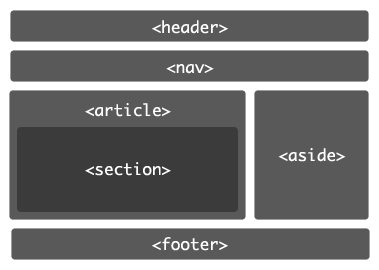 <header>
<nav>
<article>
<section>
<aside>
<footer>